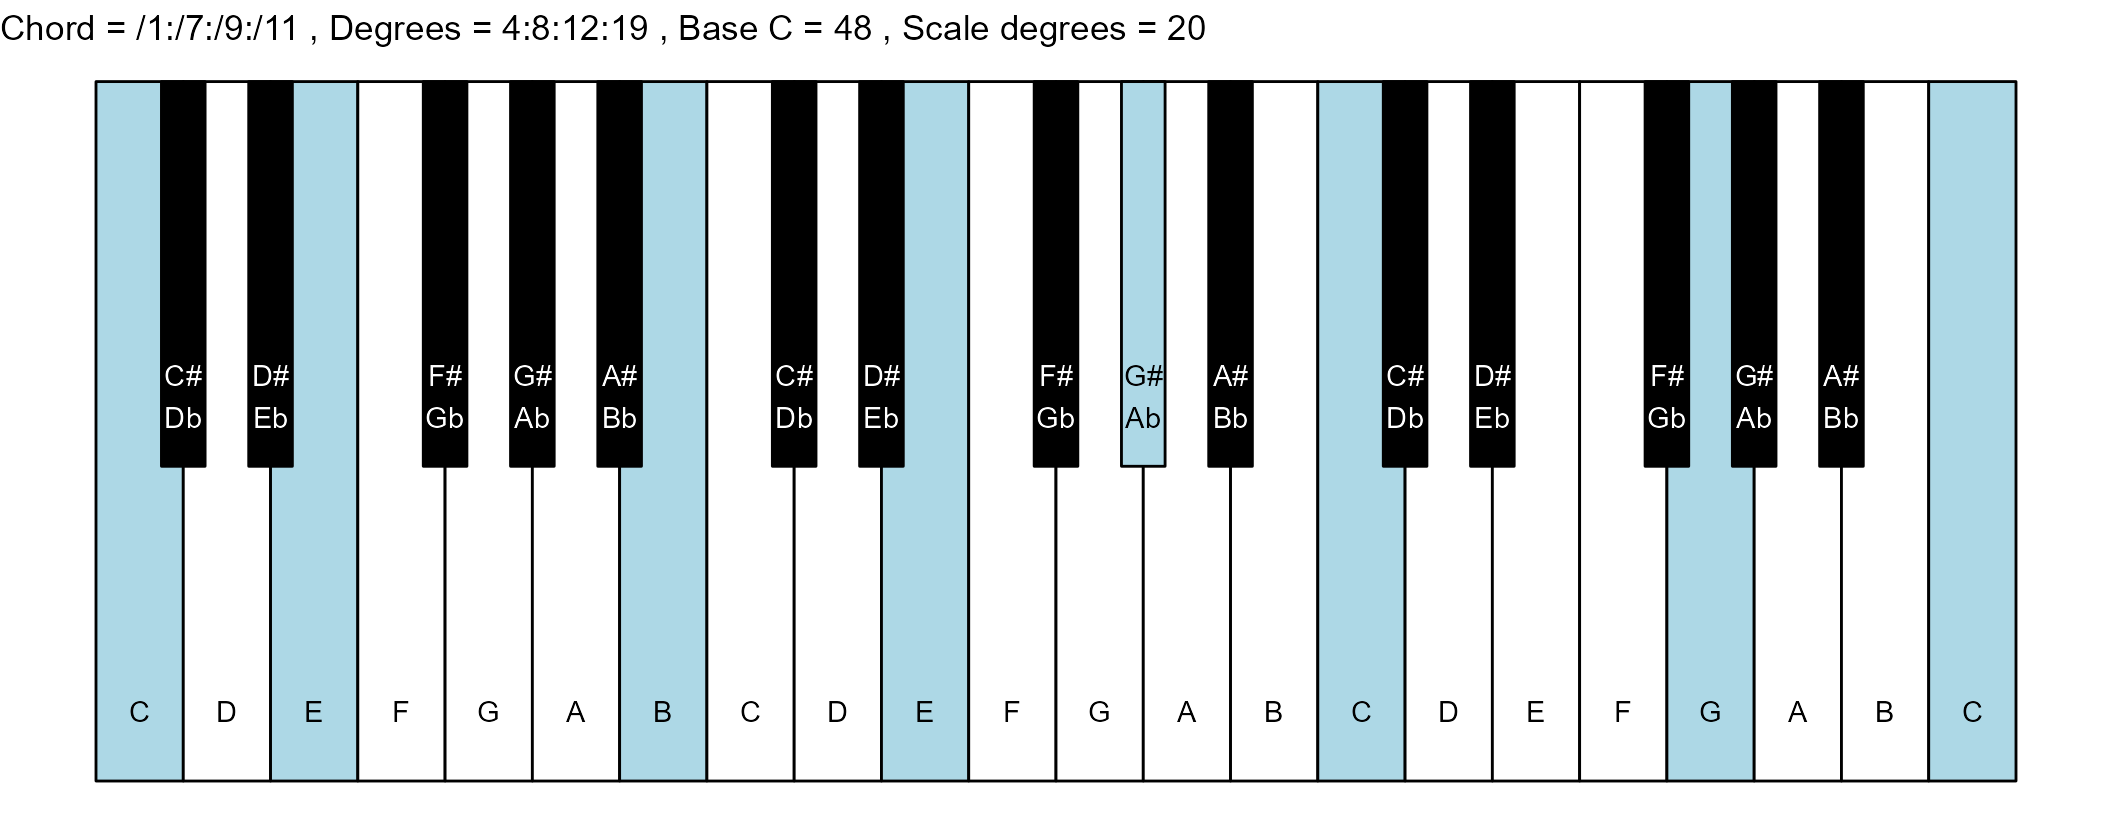 Chord = /1:/7:/9:/11 , Degrees = 4:8:12:19 , Base C = 48 , Scale degrees = 20
C# D# F# G# A# C# D# F# G# A# C# D# F# G# A#
Db Eb Gb Ab Bb Db Eb Gb Ab Bb Db Eb Gb Ab Bb
C D E F G A B C D E F G A B C D E F G A B C